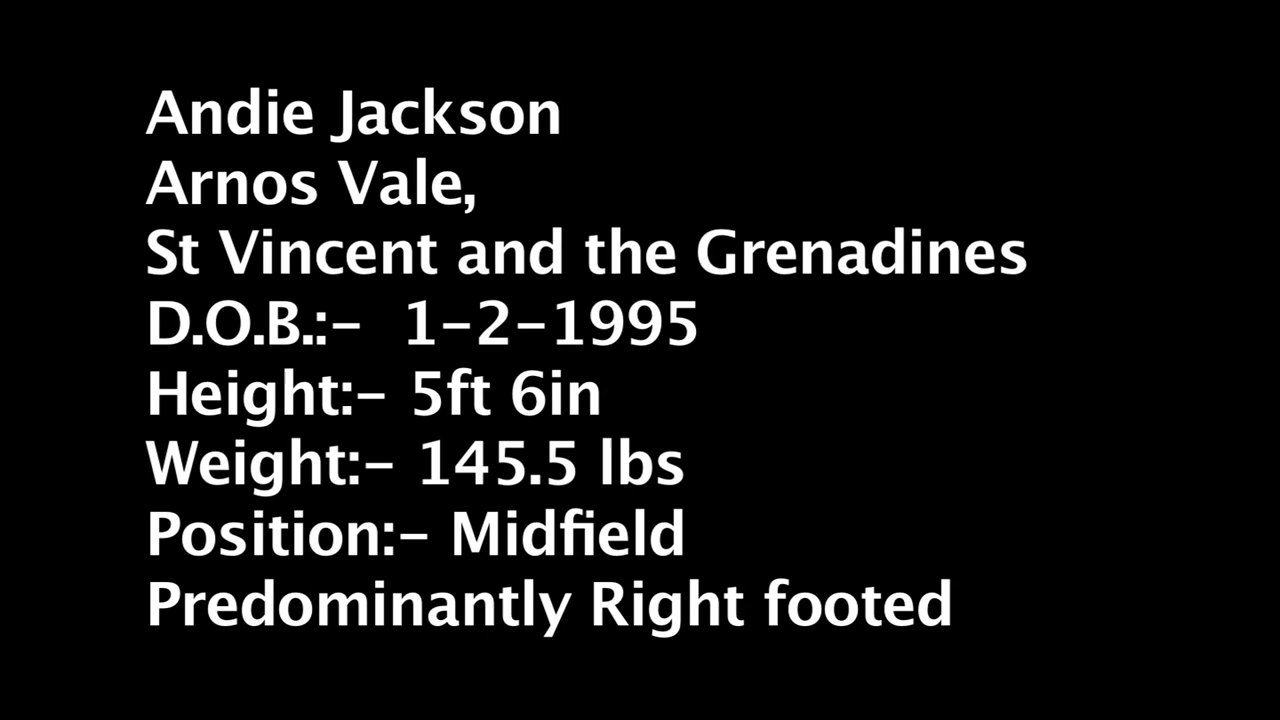 Andie Jackson
Arnos Vale,
St Vincent and the Grenadines
D.O.B.:-  1-2-1995
Height:- 5ft 6in
Weight:- 145.5 lbs
Position:- Midfield
Predominantly Right footed